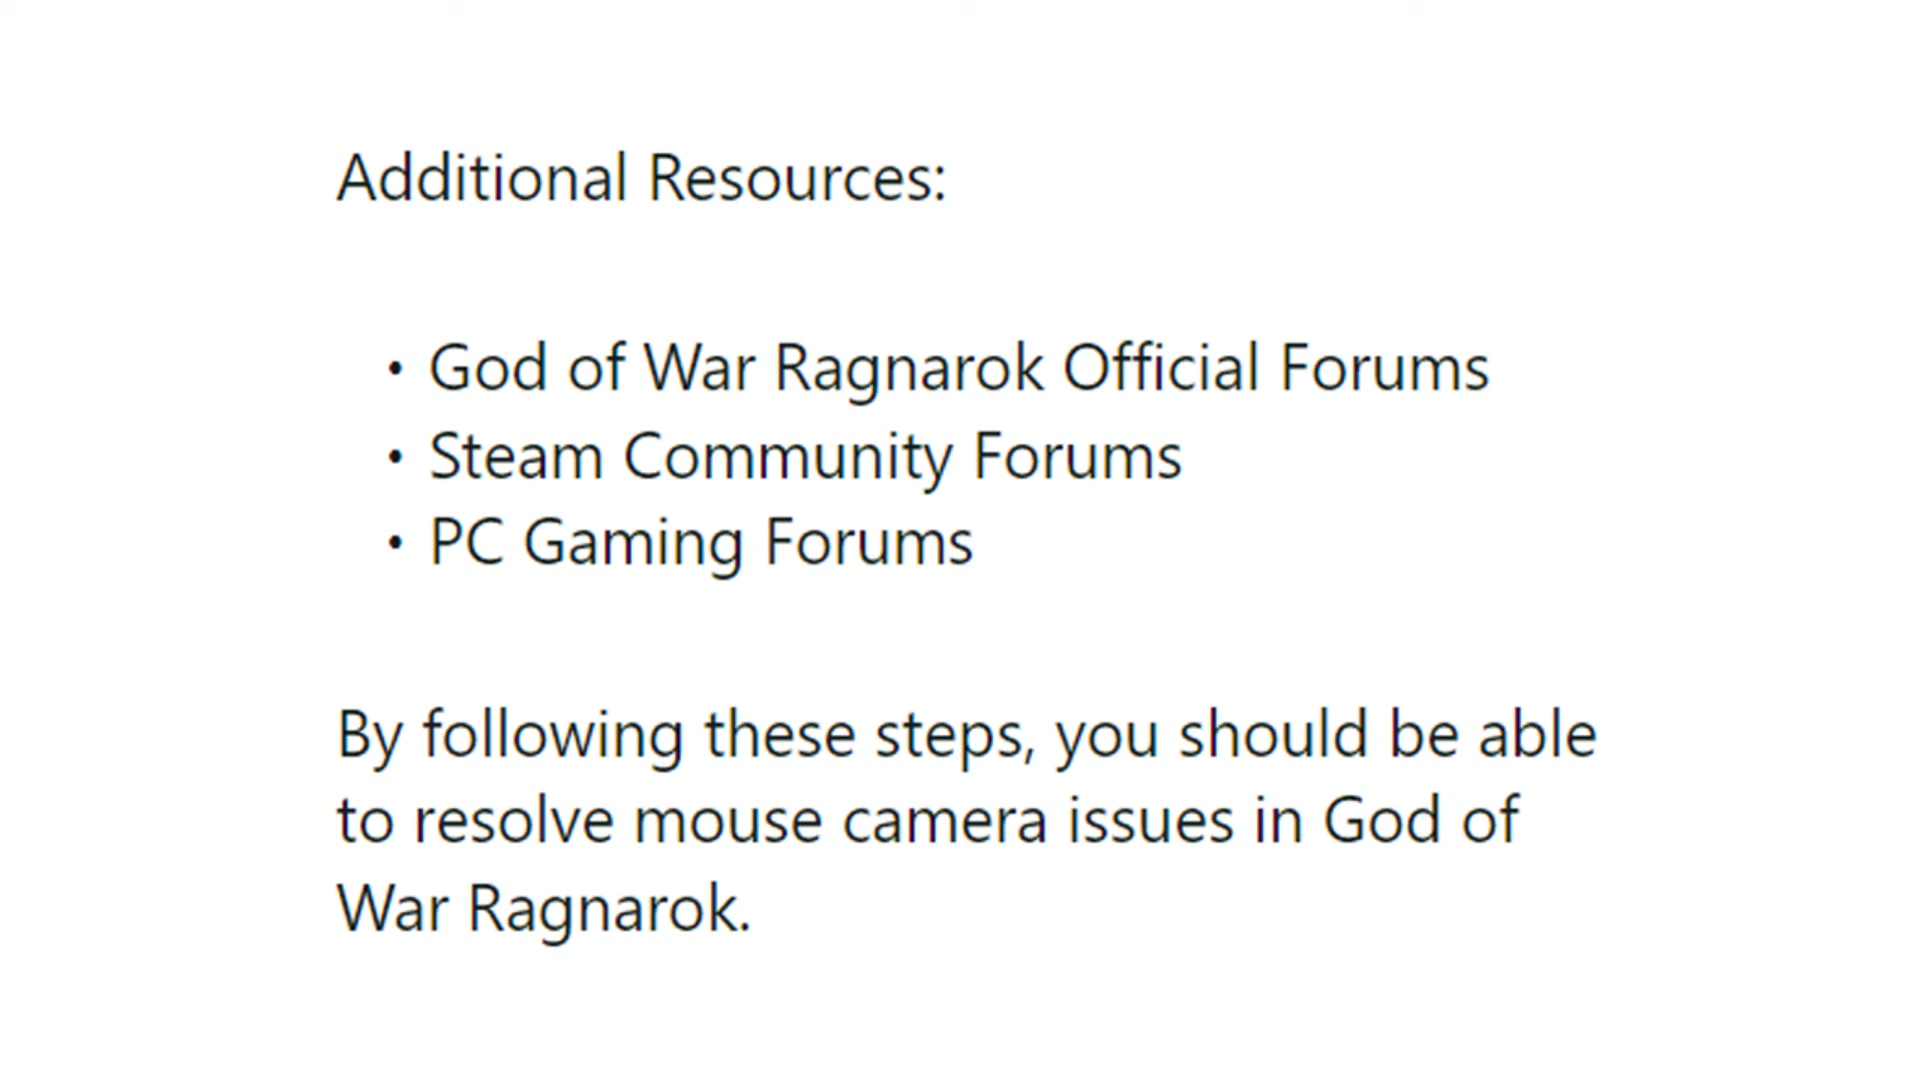 Additional Resources:
• God of War Ragnarok Official Forums
• Steam Community Forums
• PC Gaming Forums
By following these steps, you should be able
to resolve mouse camera issues in God of
War Ragnarok.